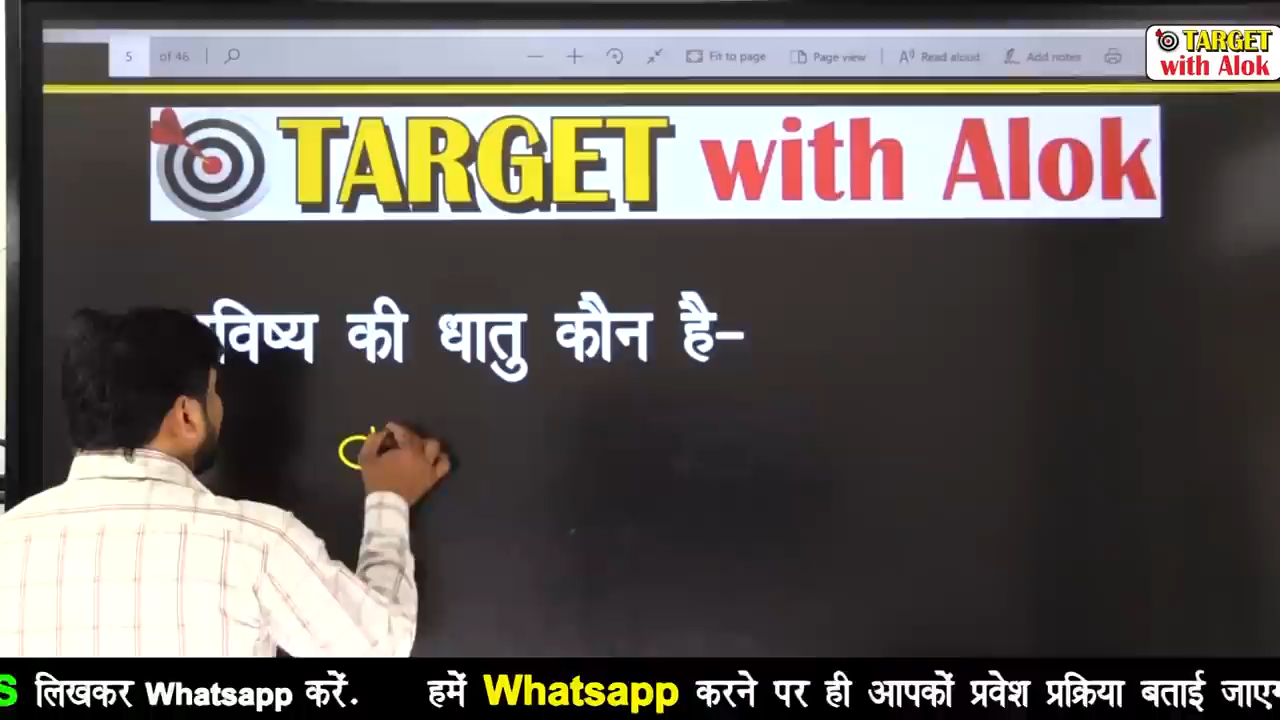 5 of 46 Fit to page Page view Read aloud Add notes
TARGET
with Alok
TARGET with Alok
की धातु कौन है-
S लिखकर Whatsapp करें. हमें Whatsapp करने पर ही आपकों प्रवेश प्रक्रिया बताई